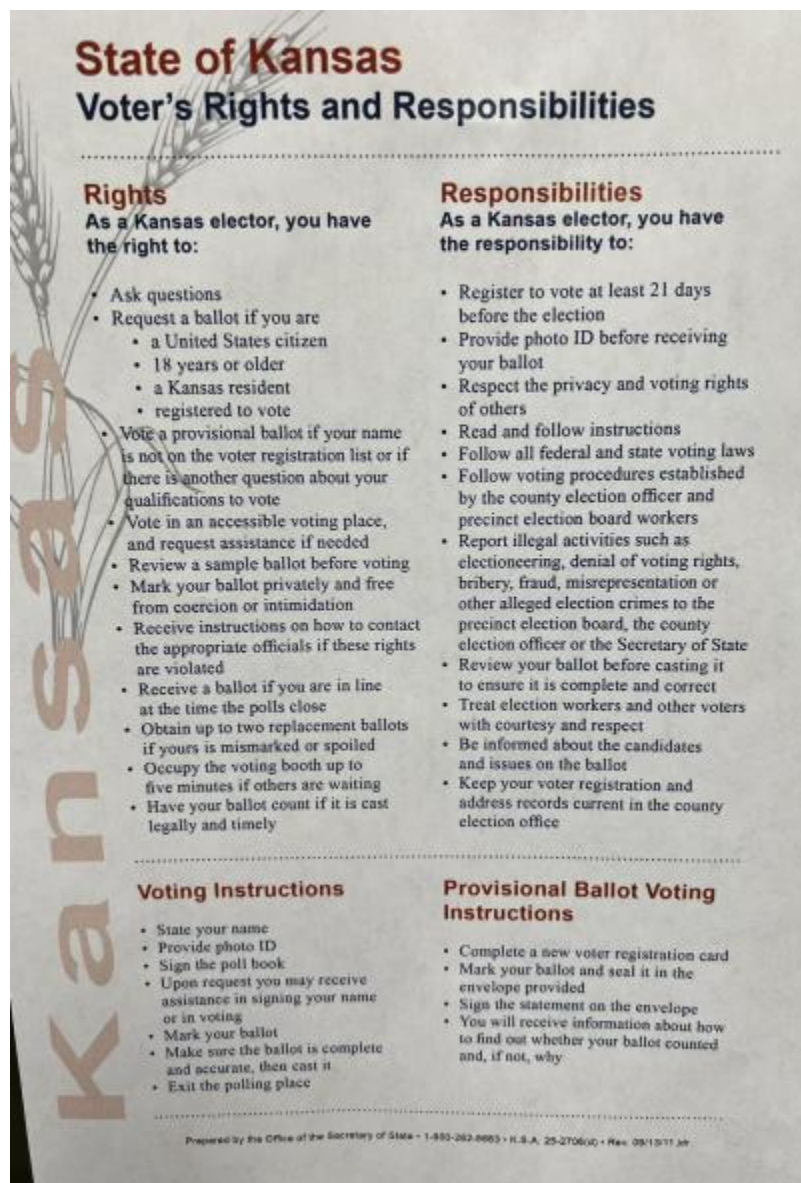 State of Kansas
Voter's Rights and Responsibilities
Rights
As a Kansas elector, you have
the right to:
• Ask questions
• Request a ballot if you are
• a United States citizen
• 18 years or older
• a Kansas resident
• registered to vote
• Vote a provisional ballot if your name
is not on the voter registration list or if
there is another question about your
qualifications to vote
• Vote in an accessible voting place,
and request assistance if needed
• Review a sample ballot before voting
• Mark your ballot privately and free
from coercion or intimidation
• Receive instructions on how to contact
the appropriate officials if these rights
are violated
• Receive a ballot if you are in line
at the time the polls close
• Obtain up to two replacement ballots
if yours is mismarked or spoiled
• Occupy the voting booth up to
five minutes if others are waiting
• Have your ballot count if it is cast
legally and timely
Responsibilities
As a Kansas elector, you have
the responsibility to:
• Register to vote at least 21 days
before the election
• Provide photo ID before receiving
your ballot
• Respect the privacy and voting rights
of others
• Read and follow instructions
• Follow all federal and state voting laws
• Follow voting procedures established
by the county election officer and
precinct election board workers
• Report illegal activities such as
electioneering, denial of voting rights,
bribery, fraud, misrepresentation or
other alleged election crimes to the
precinct election board, the county
election officer or the Secretary of State
• Review your ballot before casting it
to ensure it is complete and correct
• Treat election workers and other voters
with courtesy and respect
• Be informed about the candidates
and issues on the ballot
• Keep your voter registration and
address records current in the county
election office
Kansas
Voting Instructions
• State your name
• Provide photo ID
• Sign the poll book
• Upon request you may receive
assistance in signing your name
or in voting
• Mark your ballot
• Make sure the ballot is complete
and accurate, then cast it
• Exit the polling place
Provisional Ballot Voting
Instructions
• Complete a new voter registration card
• Mark your ballot and seal it in the
envelope provided
• Sign the statement on the envelope
• You will receive information about how
to find out whether your ballot counted
and, if not, why
Prepared by the Office of the Secretary of State • K.S.A. • Rev.